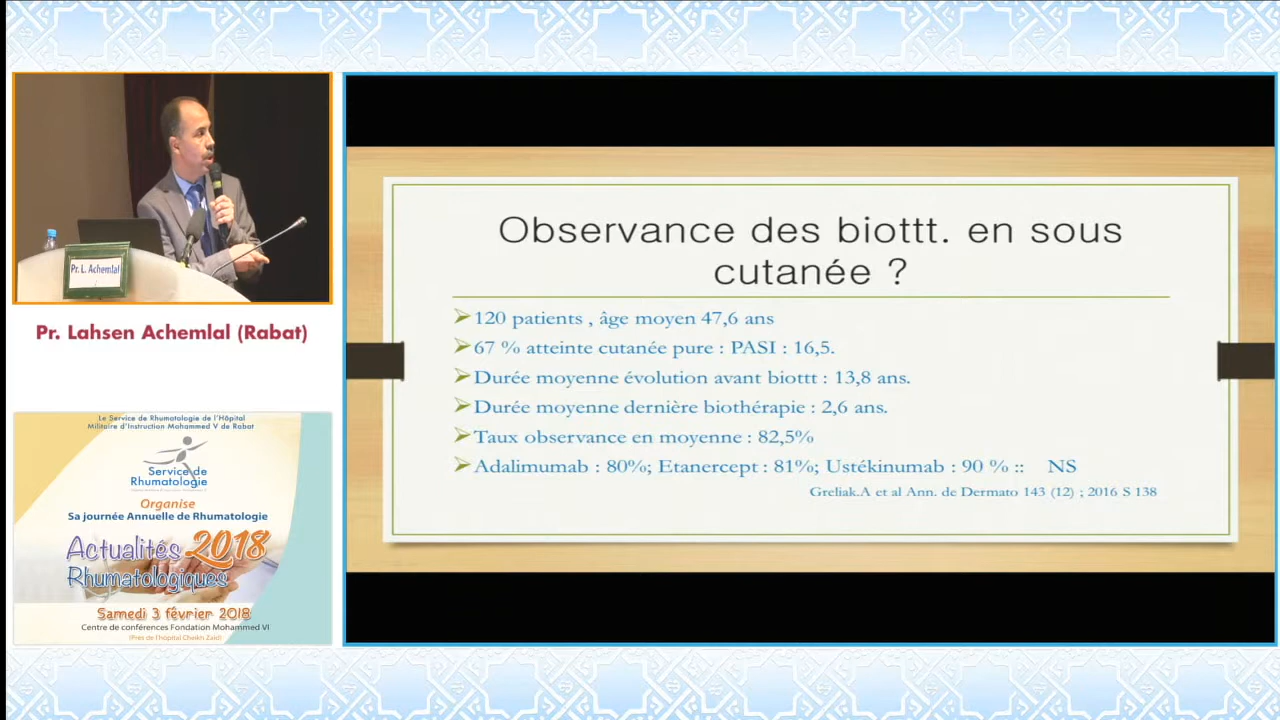 Pr. L. Achemlal
Pr. Lahsen Achemlal (Rabat)
Le Service de Rhumatologie de l'Hôpital
Militaire d'Instruction Mohammed V de Rabat
Service de
Rhumatologie
Organise
Sa journée Annuelle de Rhumatologie
Actualités 2018
Rhumatologiques
Samedi 3 février 2018
Centre de conférences Fondation Mohammed VI
(Près de l'hôpital Cheikh Zaid)
Observance des biottt. en sous
cutanée ?
➢120 patients , âge moyen 47,6 ans
➢67 % atteinte cutanée pure : PASI : 16,5.
➢Durée moyenne évolution avant biottt : 13,8 ans.
➢Durée moyenne dernière biothérapie : 2,6 ans.
➢Taux observance en moyenne : 82,5%
➢Adalimumab : 80%; Etanercept : 81%; Ustékinumab : 90 % :: NS
Greliak.A et al Ann. de Dermato 143 (12) ; 2016 S 138